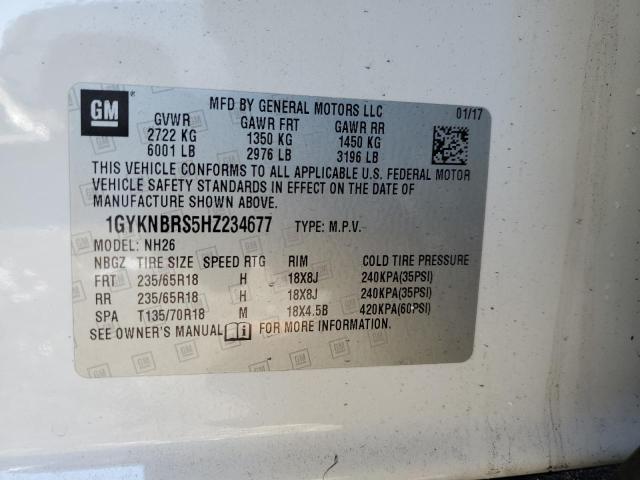 GM
MFD BY GENERAL MOTORS LLC 01/17
GVWR GAWR FRT GAWR RR
2722 KG 1350 KG 1450 KG
6001 LB 2976 LB 3196 LB
THIS VEHICLE CONFORMS TO ALL APPLICABLE U.S. FEDERAL MOTOR
VEHICLE SAFETY STANDARDS IN EFFECT ON THE DATE OF
MANUFACTURE SHOWN ABOVE.
1GYKNBRS5HZ234677 TYPE: M.P.V.
MODEL: NH26
NBGZ TIRE SIZE SPEED RTG RIM COLD TIRE PRESSURE
FRT 235/65R18 H 18X8J 240KPA(35PSI)
RR 235/65R18 H 18X8J 240KPA(35PSI)
SPA T135/70R18 M 18X4.5B 420KPA(60PSI)
SEE OWNER'S MANUAL FOR MORE INFORMATION.